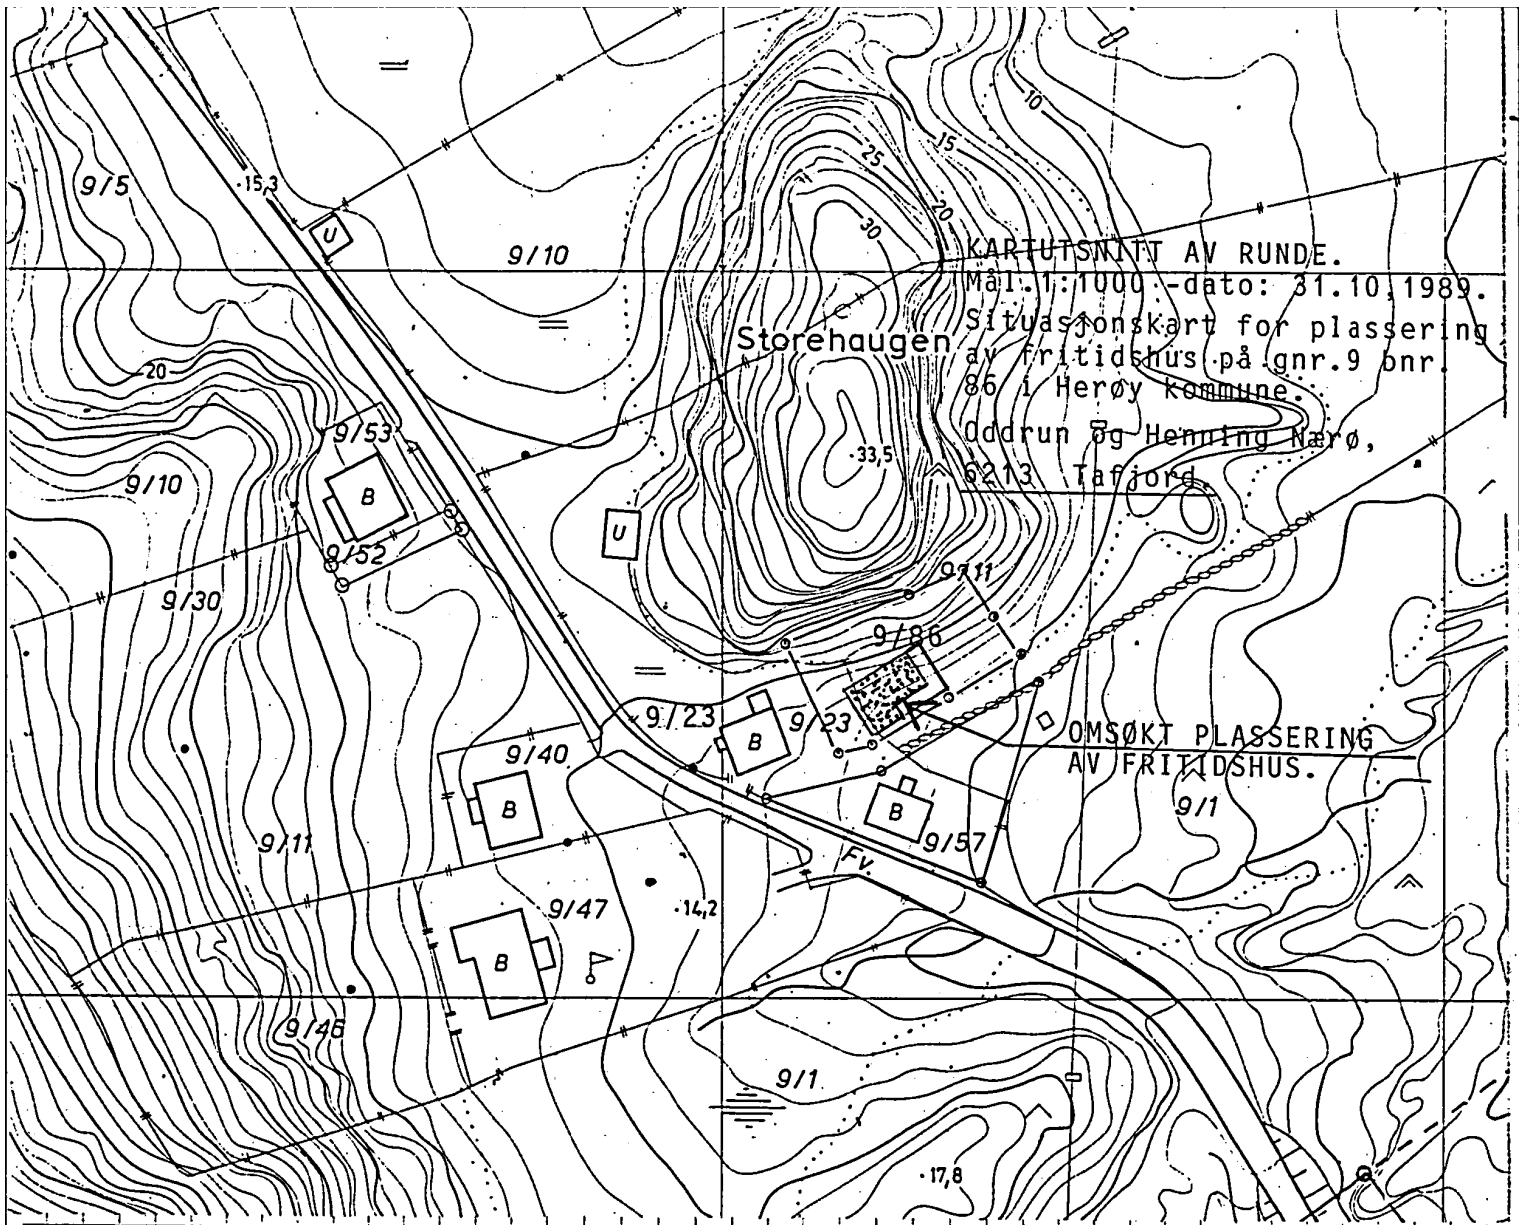 10
15
25
9/5
15,3
20
U
30
9/10
KARTUTSNITT AV RUNDE.
Mål.1:1000 -dato: 31.10.1989.
Situasjonskart for plassering
Storehaugen
av fritidshus på gnr.9 bnr.
20
86 i Herøy kommune.
9/53
Oddrun og Henning Nærø,
33,5
6213 Tafjord.
9/10
B
U
9/52
9/11
9/30
9/86
9/23
9/23
OMSØKT PLASSERING
B
9/40
AV FRITIDSHUS.
B
B
9/1
9/11
9/57
Fv.
9/47
14,2
B
9/46
9/1
17,8